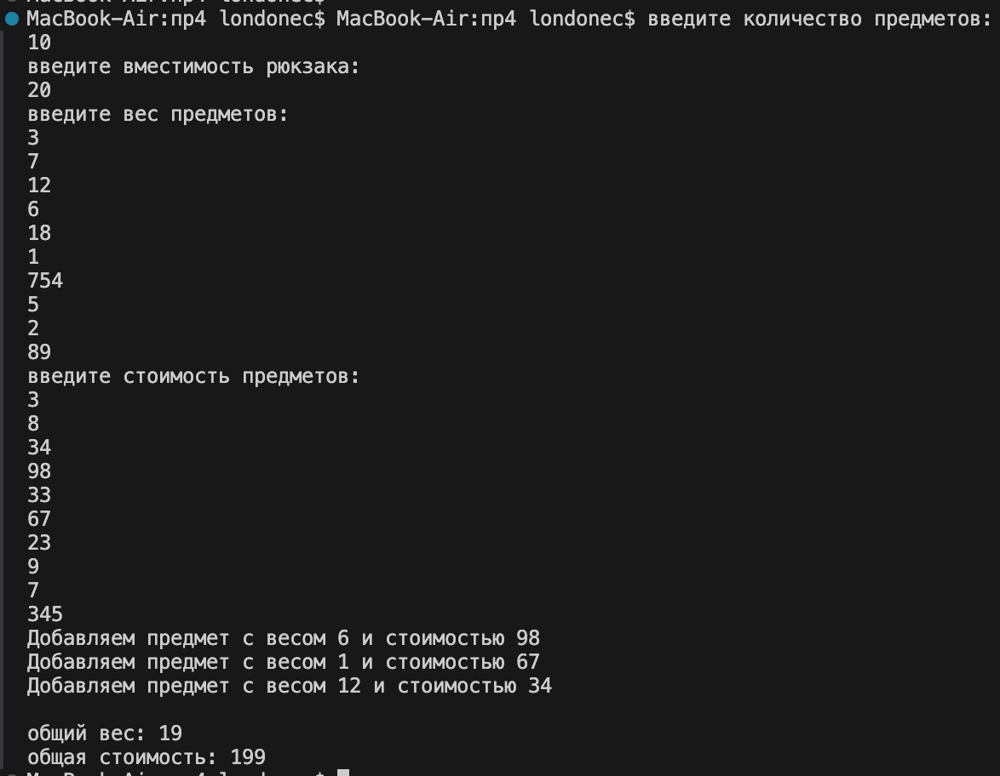 MacBook-Air:пр4 londonec$ MacBook-Air:пр4 londonec$ введите количество предметов:
10
введите вместимость рюкзака:
20
введите вес предметов:
3
7
12
6
18
1
754
5
2
89
введите стоимость предметов:
3
8
34
98
33
67
23
9
7
345
Добавляем предмет с весом 6 и стоимостью 98
Добавляем предмет с весом 1 и стоимостью 67
Добавляем предмет с весом 12 и стоимостью 34
общий вес: 19
общая стоимость: 199